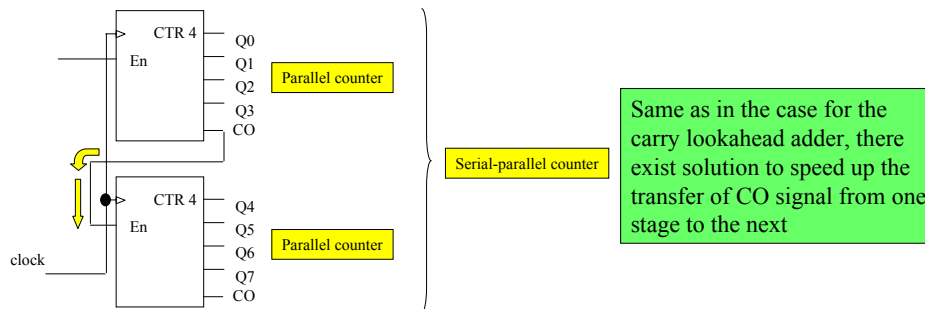 CTR 4
En
Q0
Q1
Q2
Q3
CO
Parallel counter
CTR 4
En
Q4
Q5
Q6
Q7
CO
Parallel counter
clock
Serial-parallel counter
Same as in the case for the
carry lookahead adder, there
exist solution to speed up the
transfer of CO signal from one
stage to the next